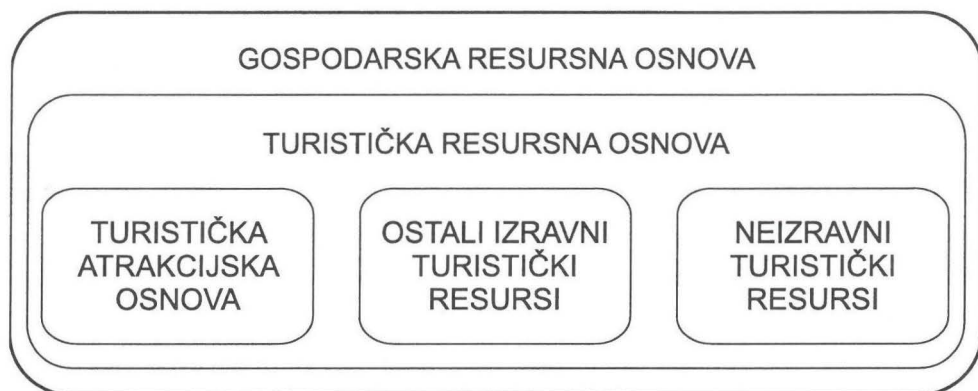 GOSPODARSKA RESURSNA OSNOVA
TURISTIČKA RESURSNA OSNOVA
TURISTIČKA
ATRAKCIJSKA
OSNOVA
OSTALI IZRAVNI
TURISTIČKI
RESURSI
NEIZRAVNI
TURISTIČKI
RESURSI